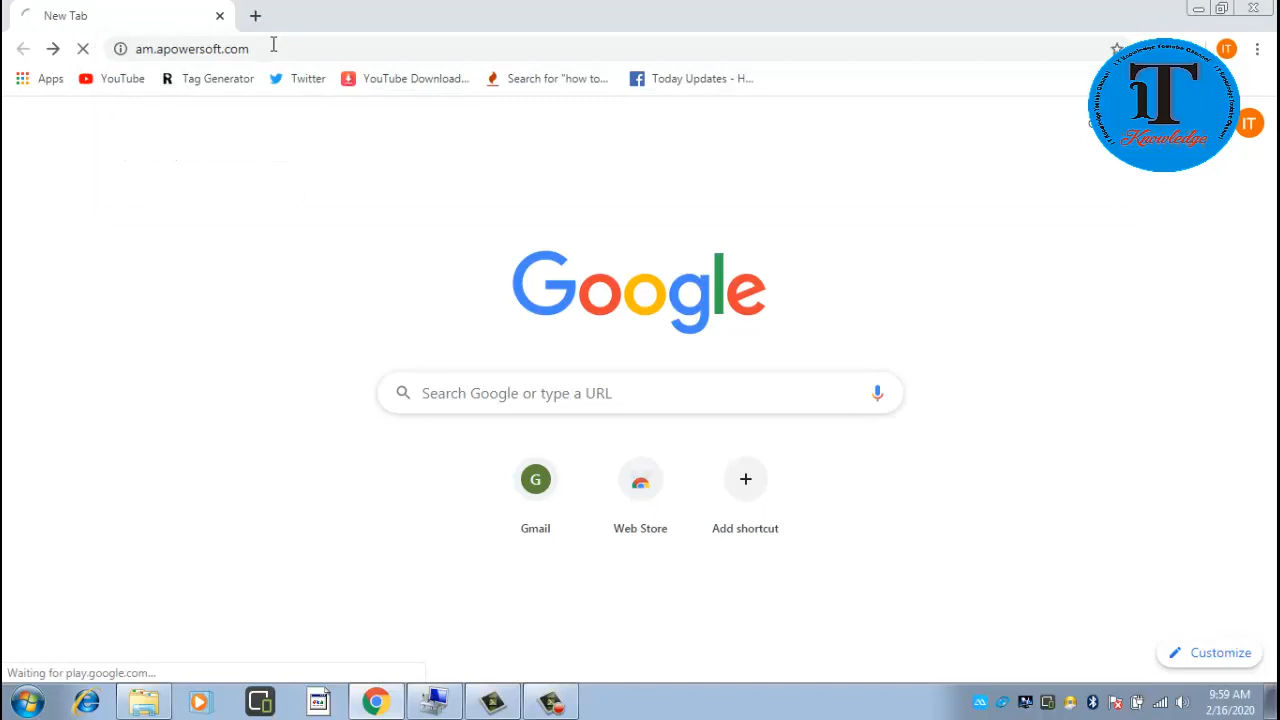 New Tab
am.apowersoft.com
IT
Apps
YouTube
Tag Generator
Twitter
YouTube Download...
Search for "how to...
Today Updates - H...
iT
Knowledge
IT
Google
Search Google or type a URL
G
Gmail
Web Store
Add shortcut
Customize
Waiting for play.google.com...
9:59 AM
2/16/2020